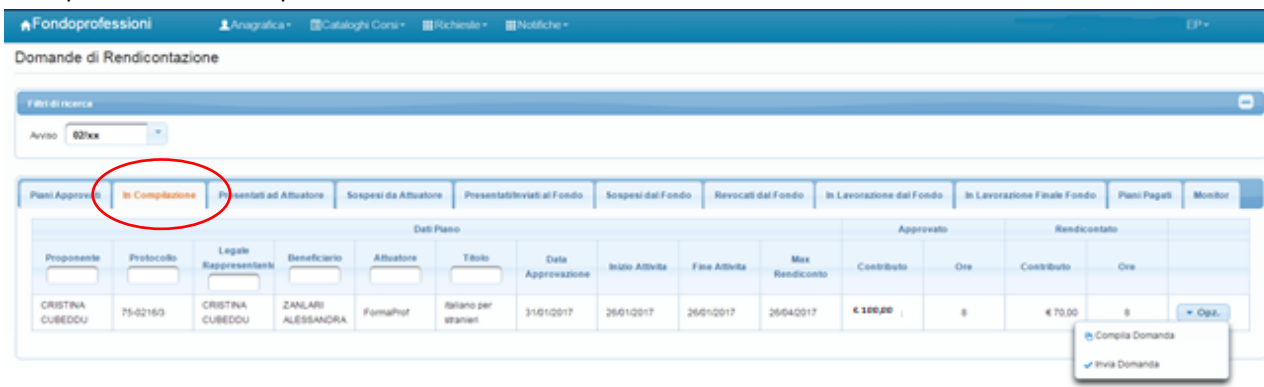 Fondoprofessioni Anagrafica Cataloghi Corsi Richieste Notifiche EP
Domande di Rendicontazione
Filtri di ricerca
Avviso 02/xx
Piani Approvati In Compilazione Presentati ad Attuatore Sospesi da Attuatore Presentati/Inviati al Fondo Sospesi dal Fondo Revocati dal Fondo In Lavorazione dal Fondo In Lavorazione Finale Fondo Piani Pagati Monitor
Dati Piano Approvato Rendicontato
Proponente Protocollo Legale Rappresentante Beneficiario Attuatore Titolo Data Approvazione Inizio Attivita Fine Attivita Max Rendiconto Contributo Ore Contributo Ore
CRISTINA CUBEDDU 75-0216/3 CRISTINA CUBEDDU ZANLARI ALESSANDRA FormaProf Italiano per stranieri 31/01/2017 26/01/2017 26/01/2017 26/04/2017 € 100,00 8 € 70,00 8 Opz.
Compila Domanda
Invia Domanda